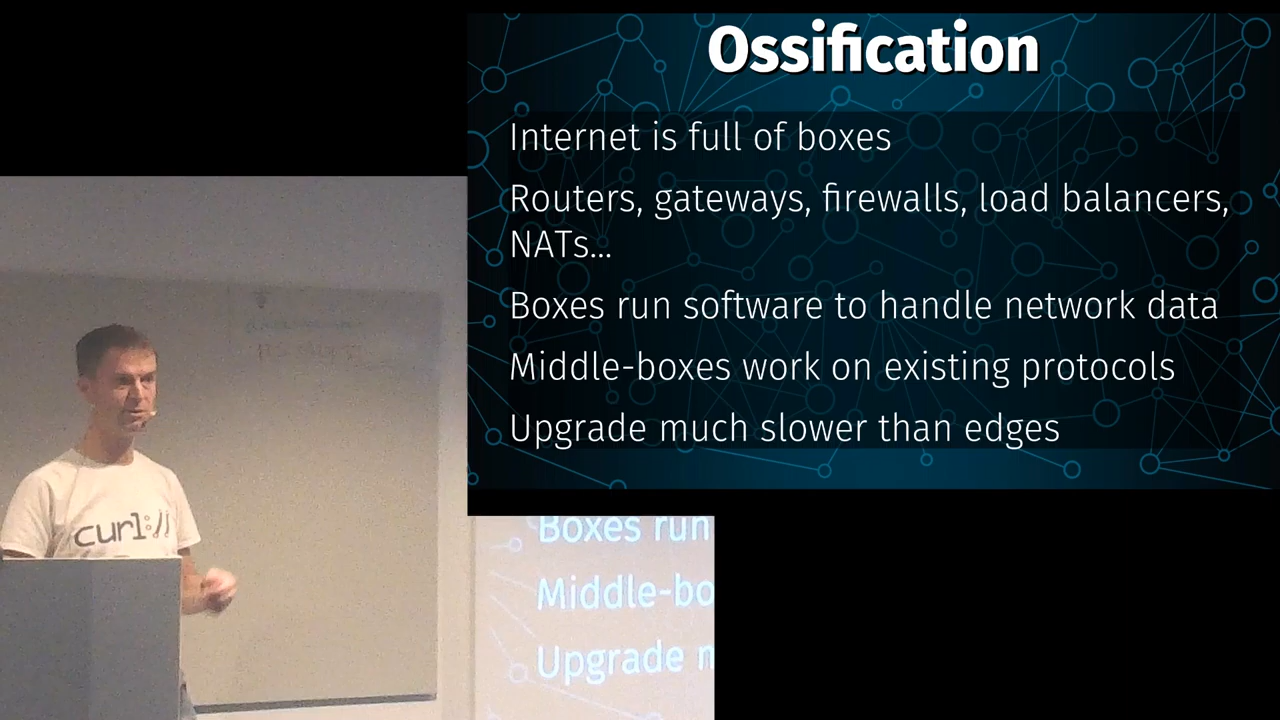 Ossification
Internet is full of boxes
Routers, gateways, firewalls, load balancers,
NATs...
Boxes run software to handle network data
Middle-boxes work on existing protocols
Upgrade much slower than edges
curl://
Boxes run
Middle-bo
Upgrade